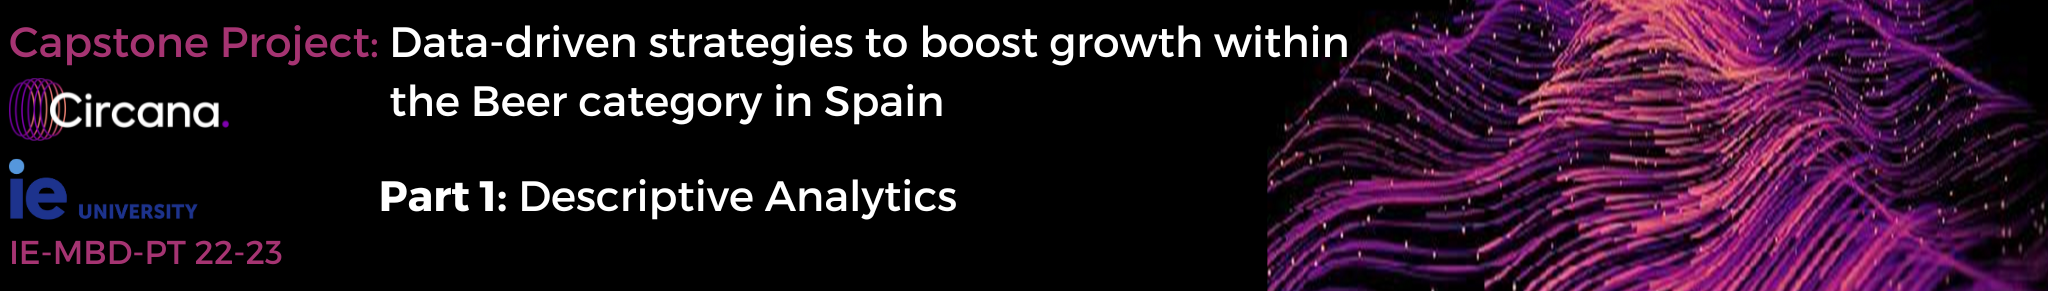 Capstone Project: Data-driven strategies to boost growth within
the Beer category in Spain
Circana.
ie UNIVERSITY
Part 1: Descriptive Analytics
IE-MBD-PT 22-23